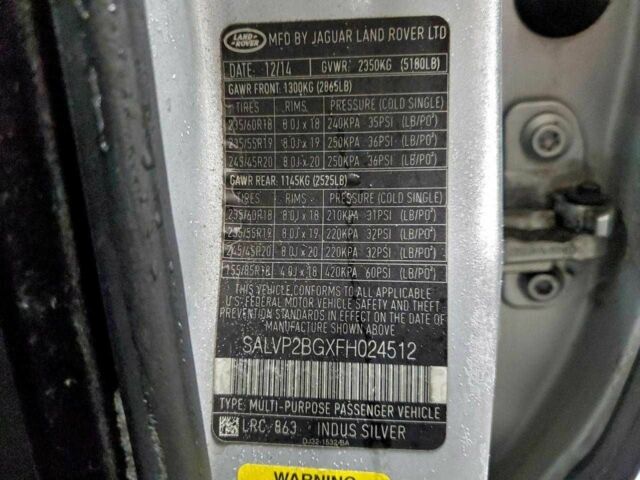 LAND ROVER MFD BY JAGUAR LAND ROVER LTD
DATE: 12/14 GVWR: 2350KG (5180LB)
GAWR FRONT: 1300KG (2865LB)
TIRES RIMS PRESSURE (COLD SINGLE)
235/60R18 8.0J x 18 240KPA 35PSI (LB/PO²)
235/55R19 8.0J x 19 250KPA 36PSI (LB/PO²)
245/45R20 8.0J x 20 250KPA 36PSI (LB/PO²)
GAWR REAR: 1145KG (2525LB)
TIRES RIMS PRESSURE (COLD SINGLE)
235/60R18 8.0J x 18 210KPA 31PSI (LB/PO²)
235/55R19 8.0J x 19 220KPA 32PSI (LB/PO²)
245/45R20 8.0J x 20 220KPA 32PSI (LB/PO²)
155/85R18 4.0J x 18 420KPA 60PSI (LB/PO²)
THIS VEHICLE CONFORMS TO ALL APPLICABLE
U.S. FEDERAL MOTOR VEHICLE SAFETY AND THEFT
PREVENTION STANDARDS IN EFFECT ON THE DATE OF
MANUFACTURE SHOWN ABOVE
SALVP2BGXFH024512
TYPE: MULTI-PURPOSE PASSENGER VEHICLE
LRC: 863 INDUS SILVER
DJ32-1532/BA
WARNING